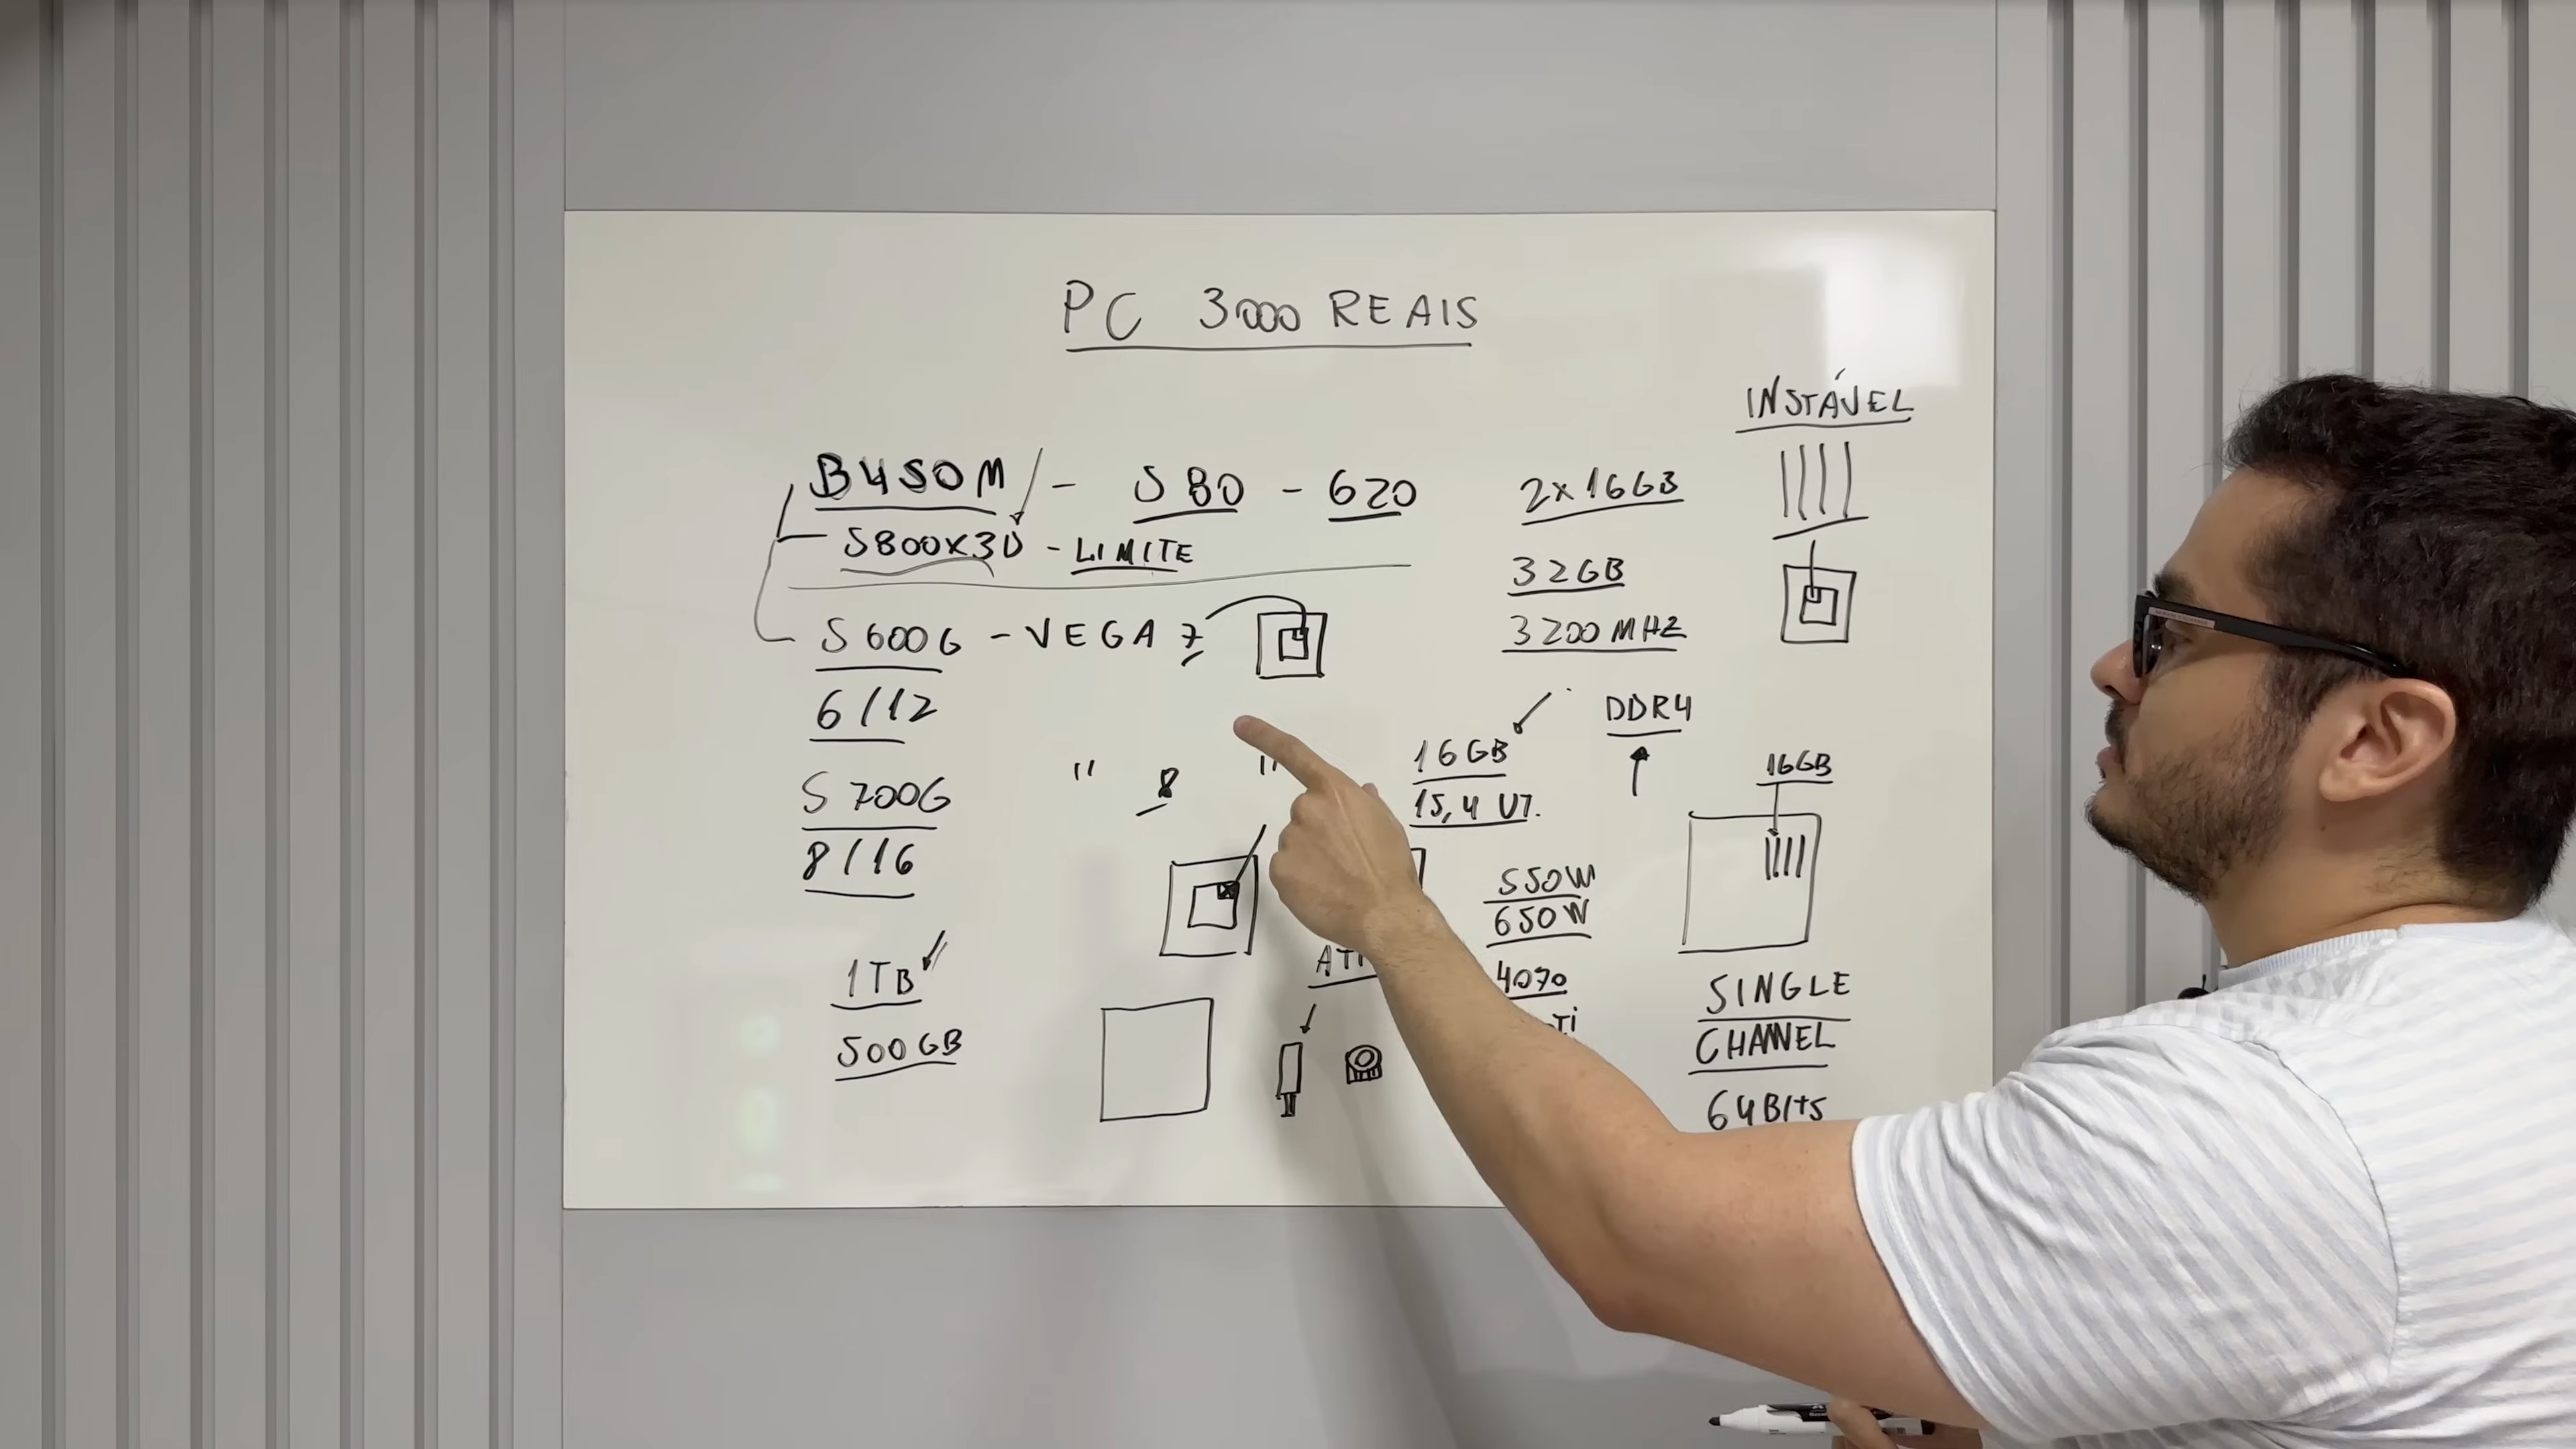 PC 3000 REAIS
B450M - 580 - 620
5800X3D - LIMITE
5600G - VEGA 7
6/12
5700G " 8 "
8/16
1TB
500GB
2x16GB
32GB
3200MHZ
DDR4
16GB
15,4 UT.
550W
650W
4070
Ti
INSTÁVEL
16GB
SINGLE
CHANNEL
64BITS